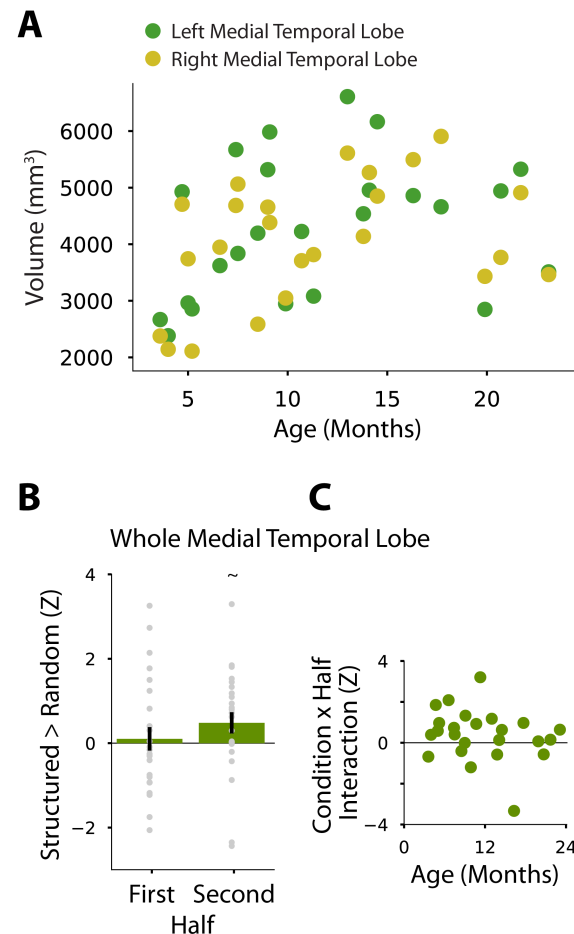 A
Left Medial Temporal Lobe
Right Medial Temporal Lobe
Volume (mm³)
6000
5000
4000
3000
2000
5 10 15 20
Age (Months)
B
C
Whole Medial Temporal Lobe
Structured > Random (Z)
4
2
0
−2
~
First Second
Half
Condition x Half
Interaction (Z)
4
0
−4
0 12 24
Age (Months)